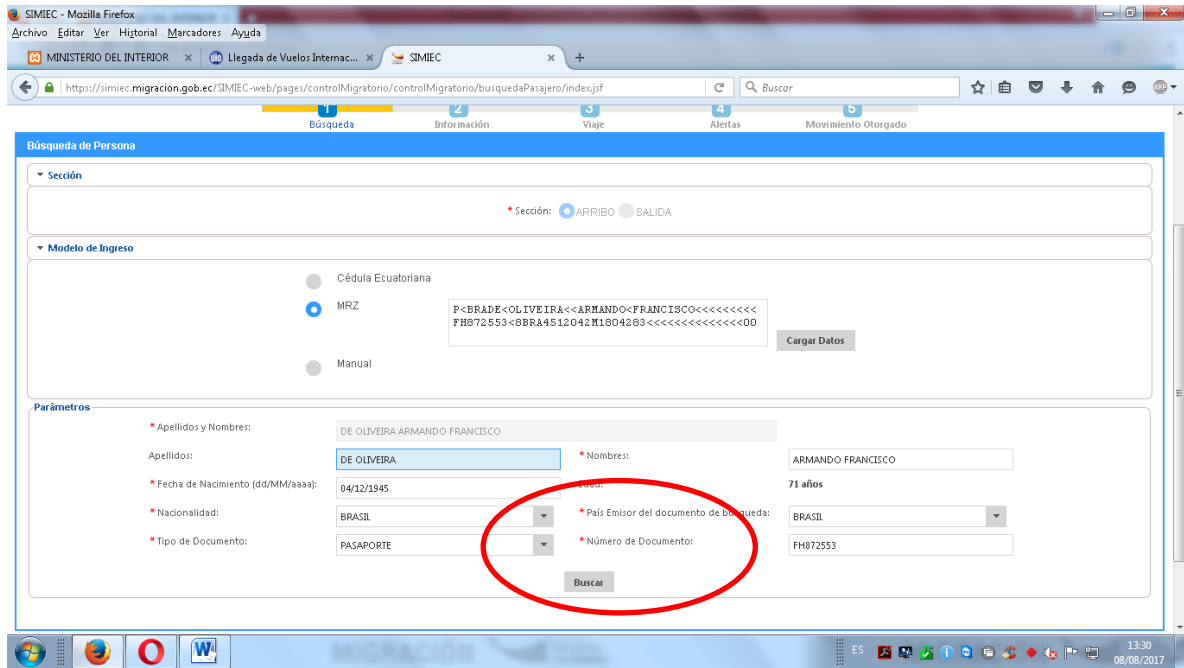 SIMIEC - Mozilla Firefox
Archivo Editar Ver Historial Marcadores Ayuda
MINISTERIO DEL INTERIOR × Llegada de Vuelos Internac... × SIMIEC × +
https://simiec.migracion.gob.ec/SIMIEC-web/pages/controlMigratorio/controlMigratorio/busquedaPasajero/index.jsf Buscar ABP
1 2 3 4 5
Búsqueda Información Viaje Alertas Movimiento Otorgado
Búsqueda de Persona
Sección
* Sección: ARRIBO SALIDA
Modelo de Ingreso
Cédula Ecuatoriana
MRZ P<BRADE<OLIVEIRA<<ARMANDO<FRANCISCO<<<<<<<<<
FH872553<8BRA4512042M1804283<<<<<<<<<<<<<<00
Cargar Datos
Manual
Parámetros
* Apellidos y Nombres: DE OLIVEIRA ARMANDO FRANCISCO
Apellidos: DE OLIVEIRA * Nombres: ARMANDO FRANCISCO
* Fecha de Nacimiento (dd/MM/aaaa): 04/12/1945 71 años
* Nacionalidad: BRASIL * País Emisor del documento de búsqueda: BRASIL
* Tipo de Documento: PASAPORTE * Número de Documento: FH872553
Buscar
MIGRACIÓN
ES 13:30
08/08/2017